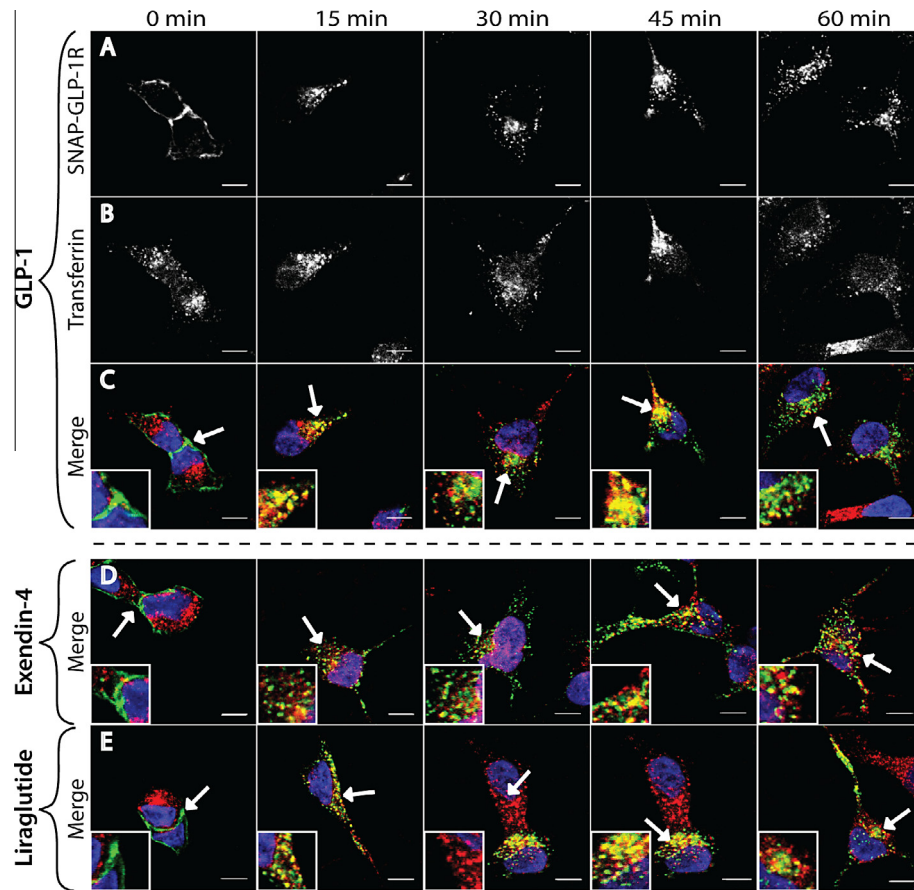 0 min 15 min 30 min 45 min 60 min
GLP-1
SNAP-GLP-1R
A
Transferrin
B
Merge
C
Exendin-4
Merge
D
Liraglutide
Merge
E